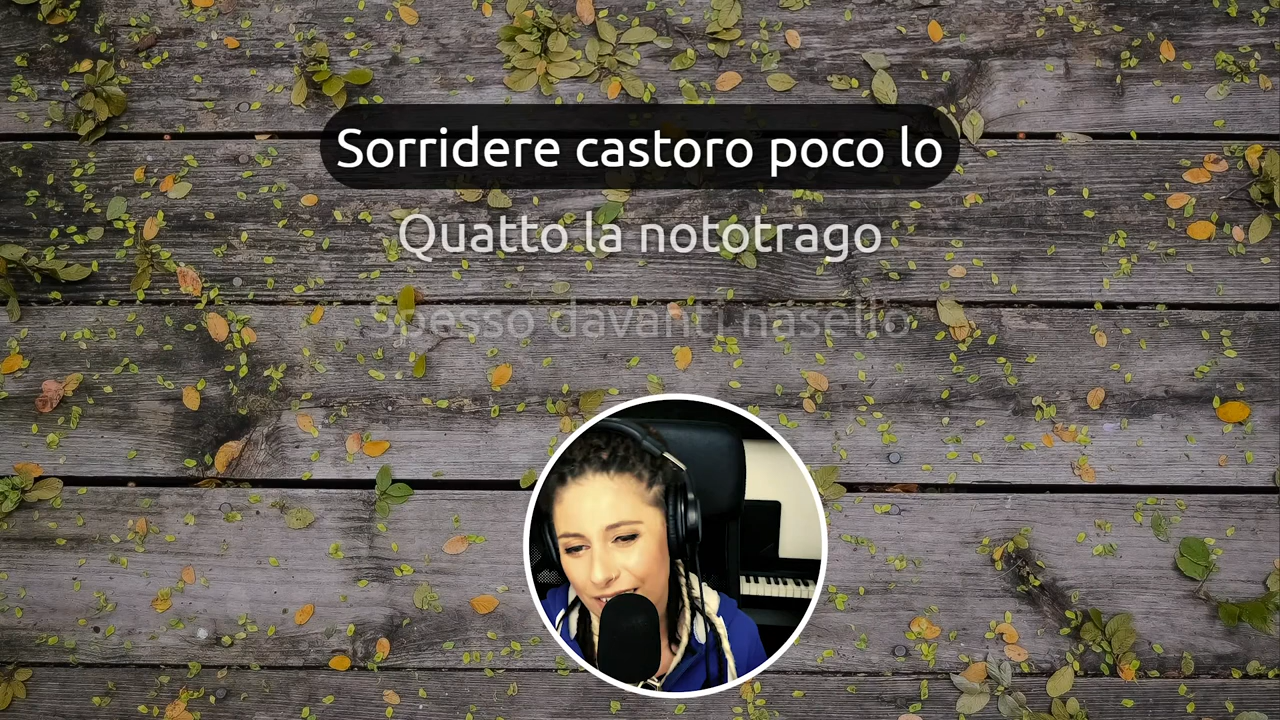 Sorridere castoro poco lo
Quatto la nototrago
Spesso davanti nasello